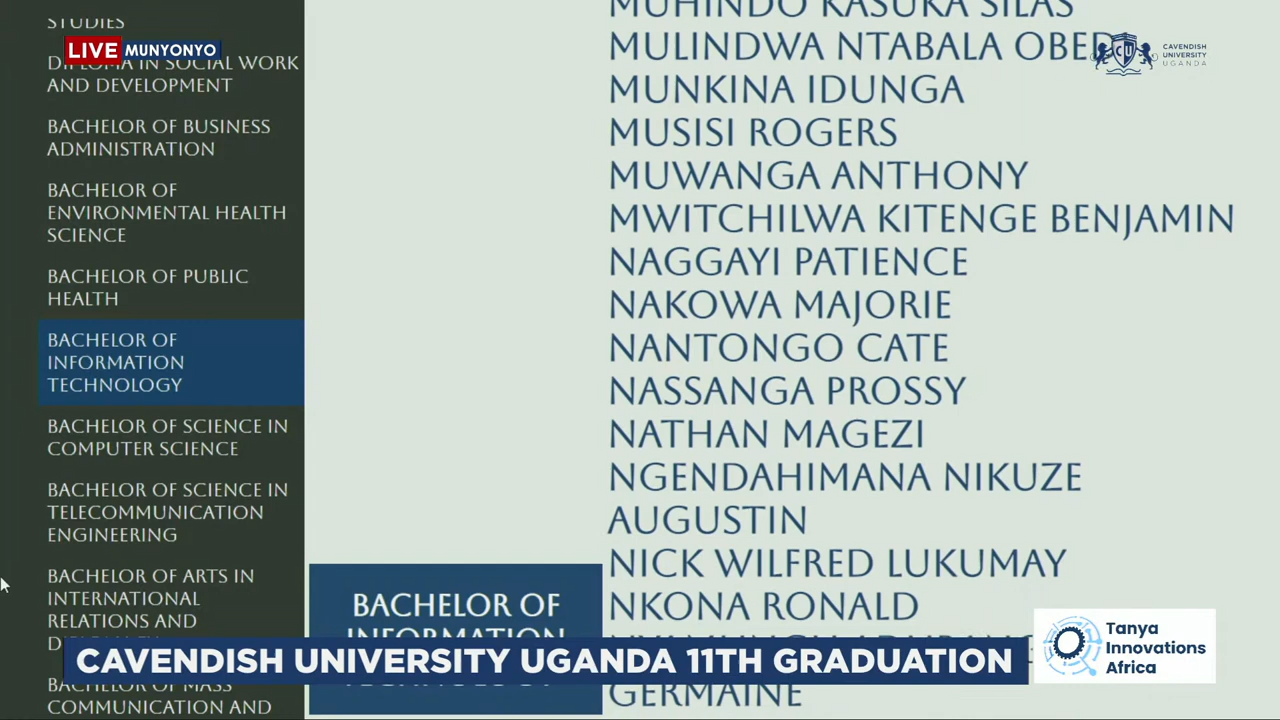 STUDIES
LIVE MUNYONYO
DIPLOMA IN SOCIAL WORK
AND DEVELOPMENT
BACHELOR OF BUSINESS
ADMINISTRATION
BACHELOR OF
ENVIRONMENTAL HEALTH
SCIENCE
BACHELOR OF PUBLIC
HEALTH
BACHELOR OF
INFORMATION
TECHNOLOGY
BACHELOR OF SCIENCE IN
COMPUTER SCIENCE
BACHELOR OF SCIENCE IN
TELECOMMUNICATION
ENGINEERING
BACHELOR OF ARTS IN
INTERNATIONAL
RELATIONS AND
BACHELOR OF MASS
COMMUNICATION AND
BACHELOR OF
INFORMATION
MUHINDO KASUKA SILAS
MULINDWA NTABALA OBED
MUNKINA IDUNGA
MUSISI ROGERS
MUWANGA ANTHONY
MWITCHILWA KITENGE BENJAMIN
NAGGAYI PATIENCE
NAKOWA MAJORIE
NANTONGO CATE
NASSANGA PROSSY
NATHAN MAGEZI
NGENDAHIMANA NIKUZE
AUGUSTIN
NICK WILFRED LUKUMAY
NKONA RONALD
GERMAINE
CU
CAVENDISH
UNIVERSITY
UGANDA
CAVENDISH UNIVERSITY UGANDA 11TH GRADUATION
Tanya
Innovations
Africa